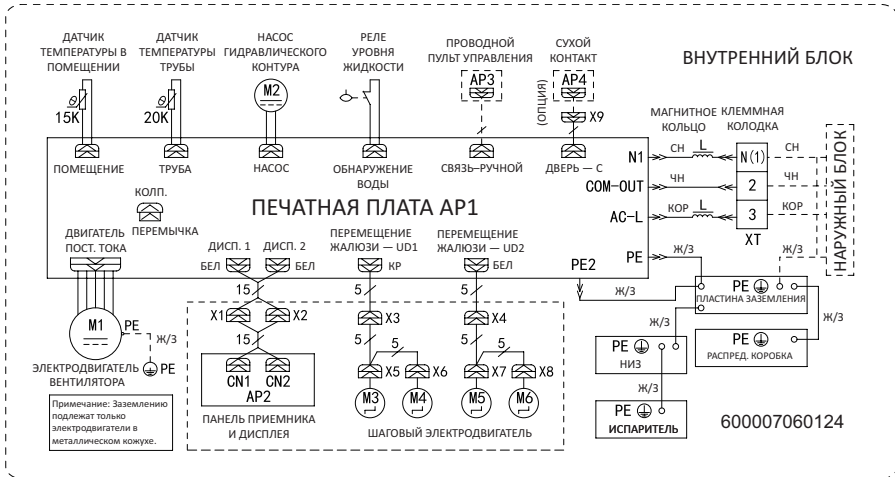 ВНУТРЕННИЙ БЛОК
ДАТЧИК
ТЕМПЕРАТУРЫ В
ПОМЕЩЕНИИ
ДАТЧИК
ТЕМПЕРАТУРЫ
ТРУБЫ
НАСОС
ГИДРАВЛИЧЕСКОГО
КОНТУРА
РЕЛЕ
УРОВНЯ
ЖИДКОСТИ
ПРОВОДНОЙ
ПУЛЬТ УПРАВЛЕНИЯ
СУХОЙ
КОНТАКТ
15K
20K
M2
AP3
AP4
(ОПЦИЯ)
X9
ПОМЕЩЕНИЕ
ТРУБА
НАСОС
ОБНАРУЖЕНИЕ
ВОДЫ
СВЯЗЬ–РУЧНОЙ
ДВЕРЬ — С
МАГНИТНОЕ
КОЛЬЦО
КЛЕММНАЯ
КОЛОДКА
N1 СН L N(1) СН
COM-OUT ЧН 2 ЧН
AC-L КОР L 3 КОР
XT
НАРУЖНЫЙ БЛОК
КОЛП.
ПЕРЕМЫЧКА
ПЕЧАТНАЯ ПЛАТА AP1
ДВИГАТЕЛЬ
ПОСТ. ТОКА
ДИСП. 1
БЕЛ
ДИСП. 2
БЕЛ
ПЕРЕМЕЩЕНИЕ
ЖАЛЮЗИ — UD1
КР
ПЕРЕМЕЩЕНИЕ
ЖАЛЮЗИ — UD2
БЕЛ
PE2
PE Ж/З Ж/З
Ж/З
PE
ПЛАСТИНА ЗАЗЕМЛЕНИЯ
15 5 5
X1 X2 X3 X4
15 5 5 5 5
X5 X6 X7 X8
CN1 CN2
AP2
M3 M4 M5 M6
ПАНЕЛЬ ПРИЕМНИКА
И ДИСПЛЕЯ
ШАГОВЫЙ ЭЛЕКТРОДВИГАТЕЛЬ
M1
PE
Ж/З
PE
ЭЛЕКТРОДВИГАТЕЛЬ
ВЕНТИЛЯТОРА
Примечание: Заземлению
подлежат только
электродвигатели в
металлическом кожухе.
Ж/З
Ж/З
PE
НИЗ
PE
РАСПРЕД. КОРОБКА
Ж/З
PE
ИСПАРИТЕЛЬ
600007060124